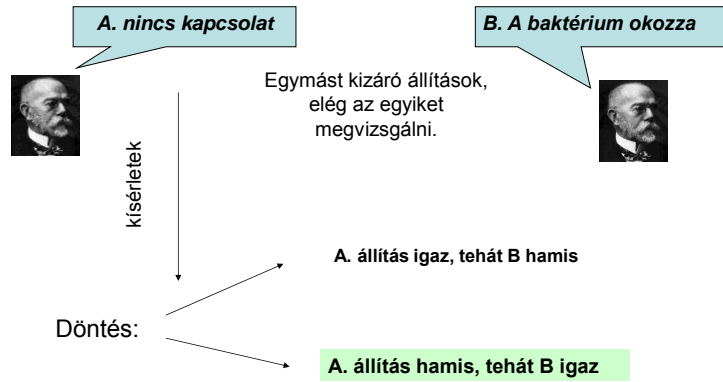 A. nincs kapcsolat
B. A baktérium okozza
Egymást kizáró állítások,
elég az egyiket
megvizsgálni.
kísérletek
A. állítás igaz, tehát B hamis
Döntés:
A. állítás hamis, tehát B igaz